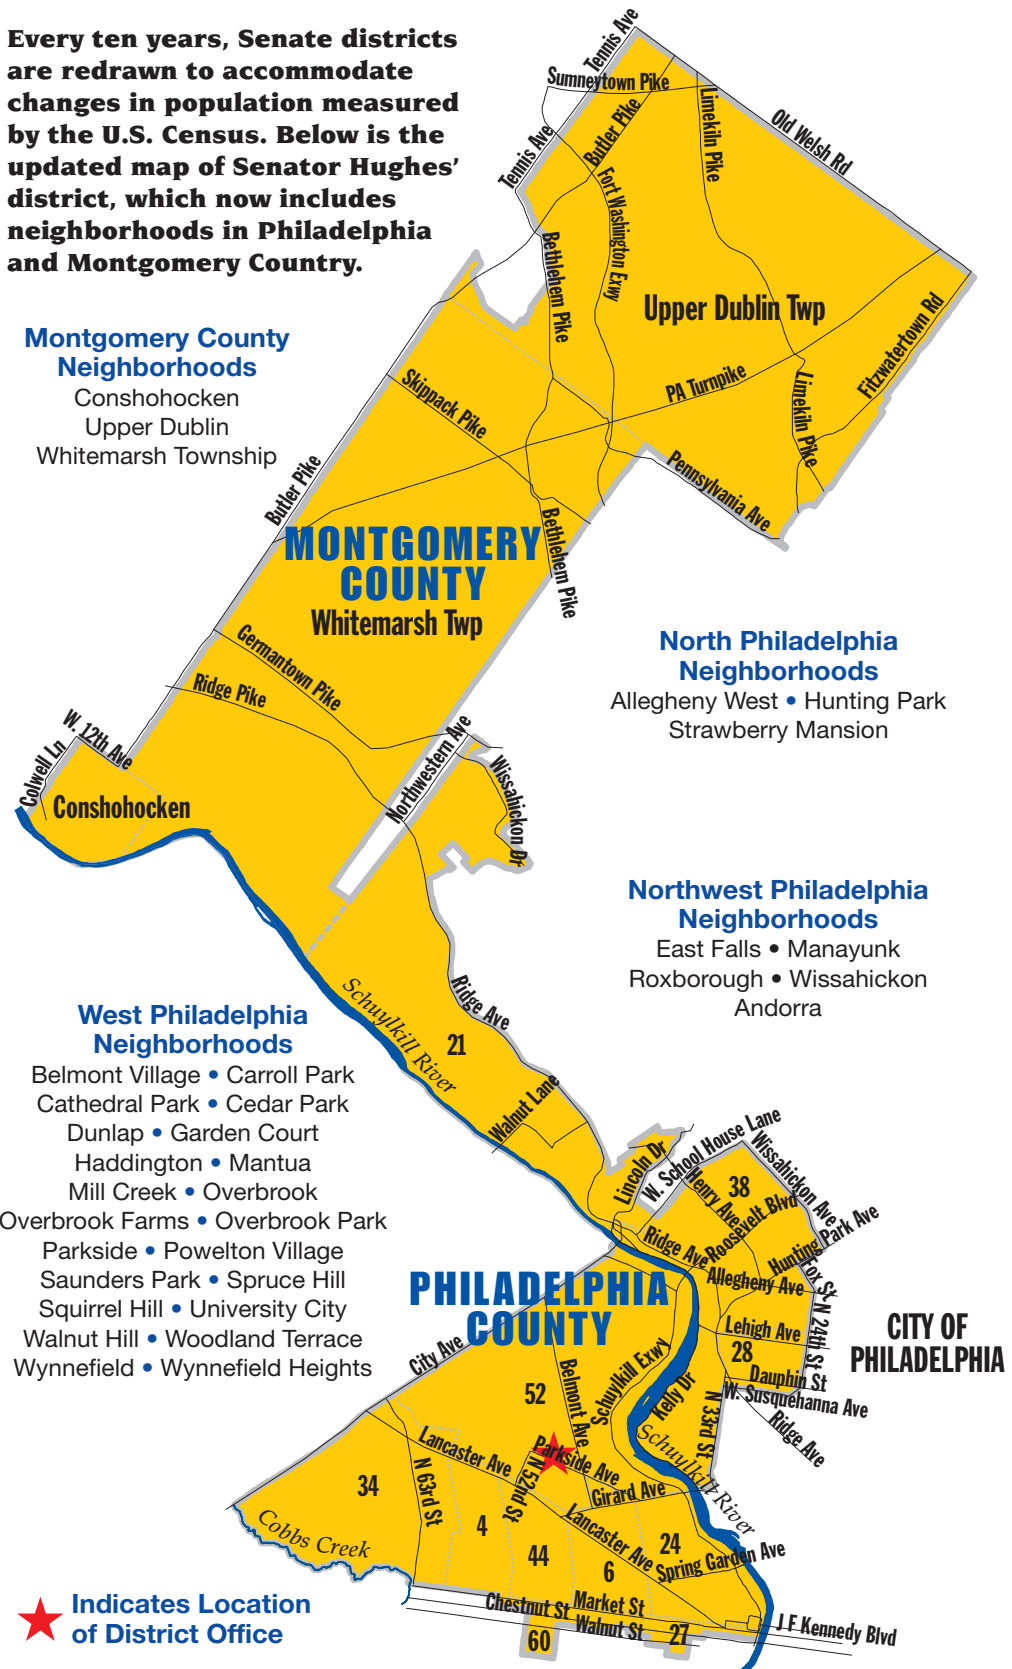 Every ten years, Senate districts
are redrawn to accommodate
changes in population measured
by the U.S. Census. Below is the
updated map of Senator Hughes’
district, which now includes
neighborhoods in Philadelphia
and Montgomery Country.
Tennis Ave
Sumneytown Pike
Butler Pike
Tennis Ave
Limekiln Pike
Old Welsh Rd
Fort Washington Exwy
Bethlehem Pike
Upper Dublin Twp
Fitzwatertown Rd
PA Turnpike
Limekiln Pike
Skippack Pike
Pennsylvania Ave
Butler Pike
Bethlehem Pike
Montgomery County
Neighborhoods
Conshohocken
Upper Dublin
Whitemarsh Township
MONTGOMERY
COUNTY
Whitemarsh Twp
Germantown Pike
Ridge Pike
W. 12th Ave
Colwell Ln
Conshohocken
Northwestern Ave
Wissahickon Dr
North Philadelphia
Neighborhoods
Allegheny West • Hunting Park
Strawberry Mansion
Northwest Philadelphia
Neighborhoods
East Falls • Manayunk
Roxborough • Wissahickon
Andorra
Schuylkill River
Ridge Ave
21
Walnut Lane
West Philadelphia
Neighborhoods
Belmont Village • Carroll Park
Cathedral Park • Cedar Park
Dunlap • Garden Court
Haddington • Mantua
Mill Creek • Overbrook
Overbrook Farms • Overbrook Park
Parkside • Powelton Village
Saunders Park • Spruce Hill
Squirrel Hill • University City
Walnut Hill • Woodland Terrace
Wynnefield • Wynnefield Heights
Lincoln Dr
W. School House Lane
Wissahickon Ave
38
Henry Ave
Roosevelt Blvd
Hunting Park Ave
Ridge Ave
Allegheny Ave
Fox St
N 24th St
Lehigh Ave
28
Dauphin St
W. Susquehanna Ave
Ridge Ave
N 33rd St
CITY OF
PHILADELPHIA
PHILADELPHIA
COUNTY
City Ave
52
Belmont Ave
Schuylkill Exwy
Kelly Dr
Schuylkill River
Lancaster Ave
Parkside Ave
N 52nd St
Girard Ave
N 63rd St
34
4
44
Lancaster Ave
6
24
Spring Garden Ave
Cobbs Creek
Chestnut St
Market St
Walnut St
60
27
J F Kennedy Blvd
Indicates Location
of District Office